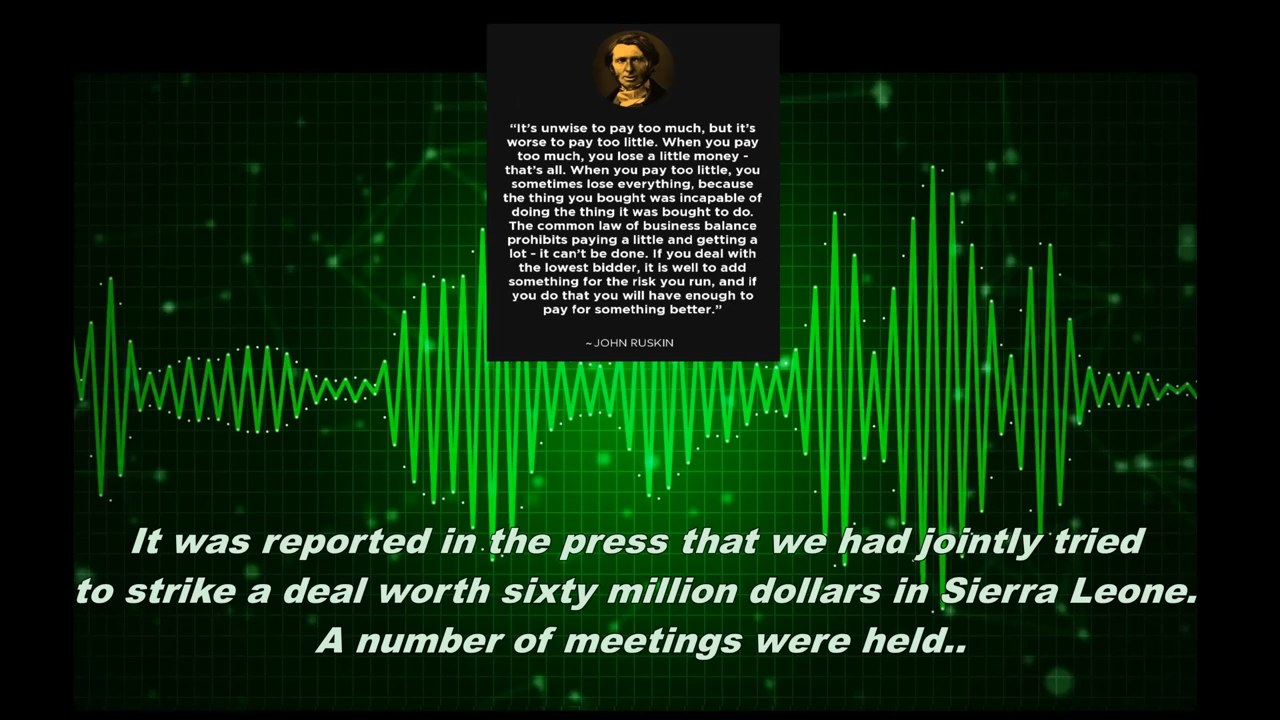 “It’s unwise to pay too much, but it’s
worse to pay too little. When you pay
too much, you lose a little money -
that’s all. When you pay too little, you
sometimes lose everything, because
the thing you bought was incapable of
doing the thing it was bought to do.
The common law of business balance
prohibits paying a little and getting a
lot - it can’t be done. If you deal with
the lowest bidder, it is well to add
something for the risk you run, and if
you do that you will have enough to
pay for something better.”
~JOHN RUSKIN
It was reported in the press that we had jointly tried
to strike a deal worth sixty million dollars in Sierra Leone.
A number of meetings were held..